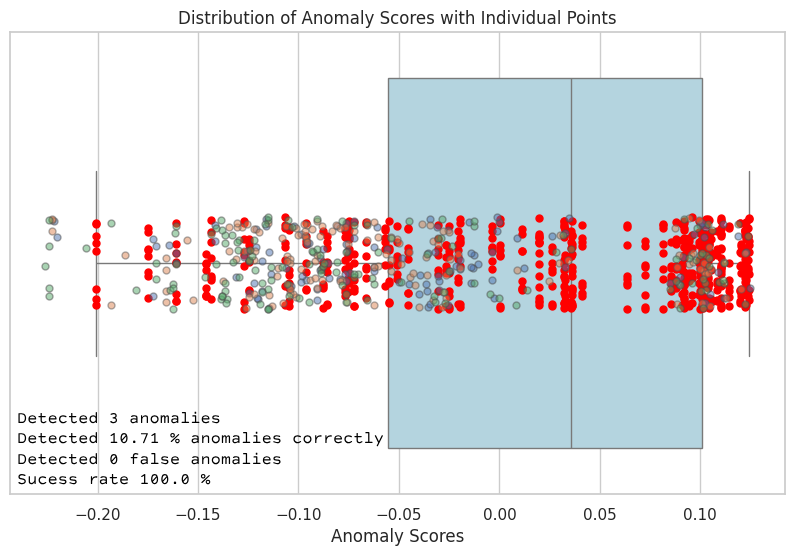 Distribution of Anomaly Scores with Individual Points
Detected 3 anomalies
Detected 10.71 % anomalies correctly
Detected 0 false anomalies
Sucess rate 100.0 %
−0.20 −0.15 −0.10 −0.05 0.00 0.05 0.10
Anomaly Scores